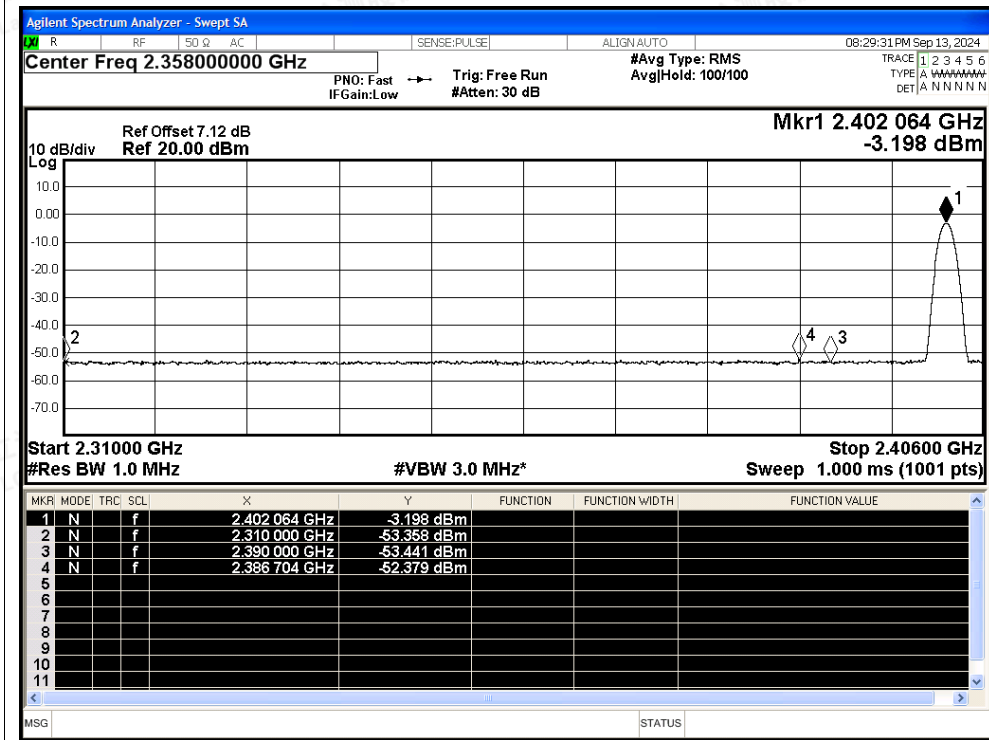 Agilent Spectrum Analyzer - Swept SA
LXI R RF 50 Ω AC SENSE:PULSE ALIGNAUTO 08:29:31 PM Sep 13, 2024
Center Freq 2.358000000 GHz
PNO: Fast
IFGain:Low
Trig: Free Run
#Atten: 30 dB
#Avg Type: RMS
Avg|Hold: 100/100
TRACE 1 2 3 4 5 6
TYPE A WWWWW
DET A N N N N N
Ref Offset 7.12 dB
10 dB/div Ref 20.00 dBm
Log
Mkr1 2.402 064 GHz
-3.198 dBm
10.0
0.00
-10.0
-20.0
-30.0
-40.0
-50.0
-60.0
-70.0
1
2
4
3
Start 2.31000 GHz Stop 2.40600 GHz
#Res BW 1.0 MHz #VBW 3.0 MHz* Sweep 1.000 ms (1001 pts)
MKR MODE TRC SCL X Y FUNCTION FUNCTION WIDTH FUNCTION VALUE
1 N f 2.402 064 GHz -3.198 dBm
2 N f 2.310 000 GHz -53.358 dBm
3 N f 2.390 000 GHz -53.441 dBm
4 N f 2.386 704 GHz -52.379 dBm
5
6
7
8
9
10
11
MSG STATUS